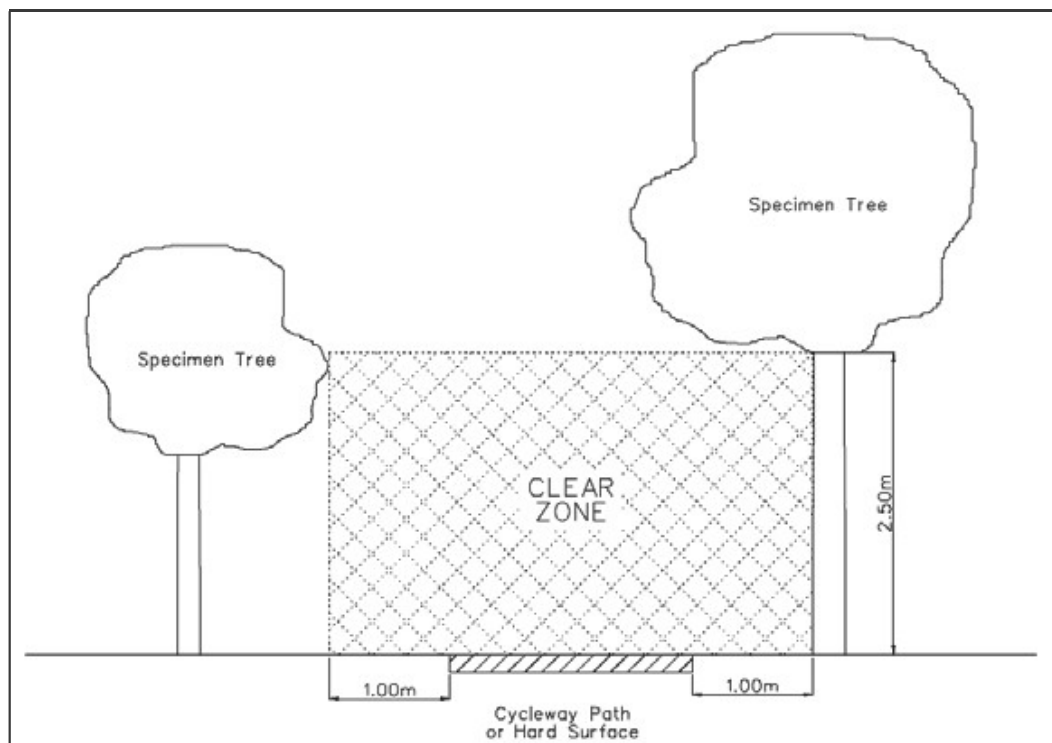 Specimen Tree
Specimen Tree
CLEAR
ZONE
2.50m
1.00m
1.00m
Cycleway Path
or Hard Surface